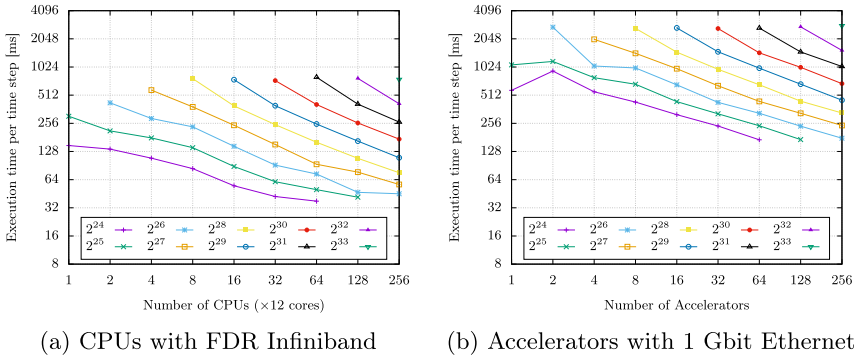 4096
2048
1024
512
256
128
64
32
16
8
Execution time per time step [ms]
2^24 2^26 2^28 2^30 2^32
2^25 2^27 2^29 2^31 2^33
1 2 4 8 16 32 64 128 256
Number of CPUs (×12 cores)
(a) CPUs with FDR Infiniband
4096
2048
1024
512
256
128
64
32
16
8
Execution time per time step [ms]
2^24 2^26 2^28 2^30 2^32
2^25 2^27 2^29 2^31 2^33
1 2 4 8 16 32 64 128 256
Number of Accelerators
(b) Accelerators with 1 Gbit Ethernet